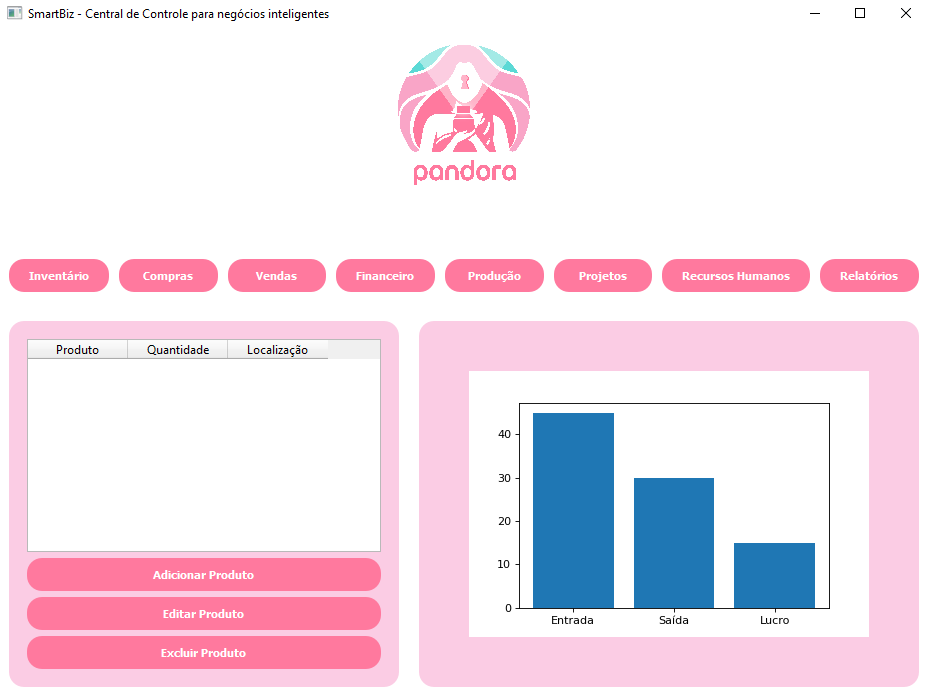 SmartBiz - Central de Controle para negócios inteligentes
pandora
Inventário Compras Vendas Financeiro Produção Projetos Recursos Humanos Relatórios
Produto Quantidade Localização
Adicionar Produto
Editar Produto
Excluir Produto
40
30
20
10
0
Entrada Saída Lucro